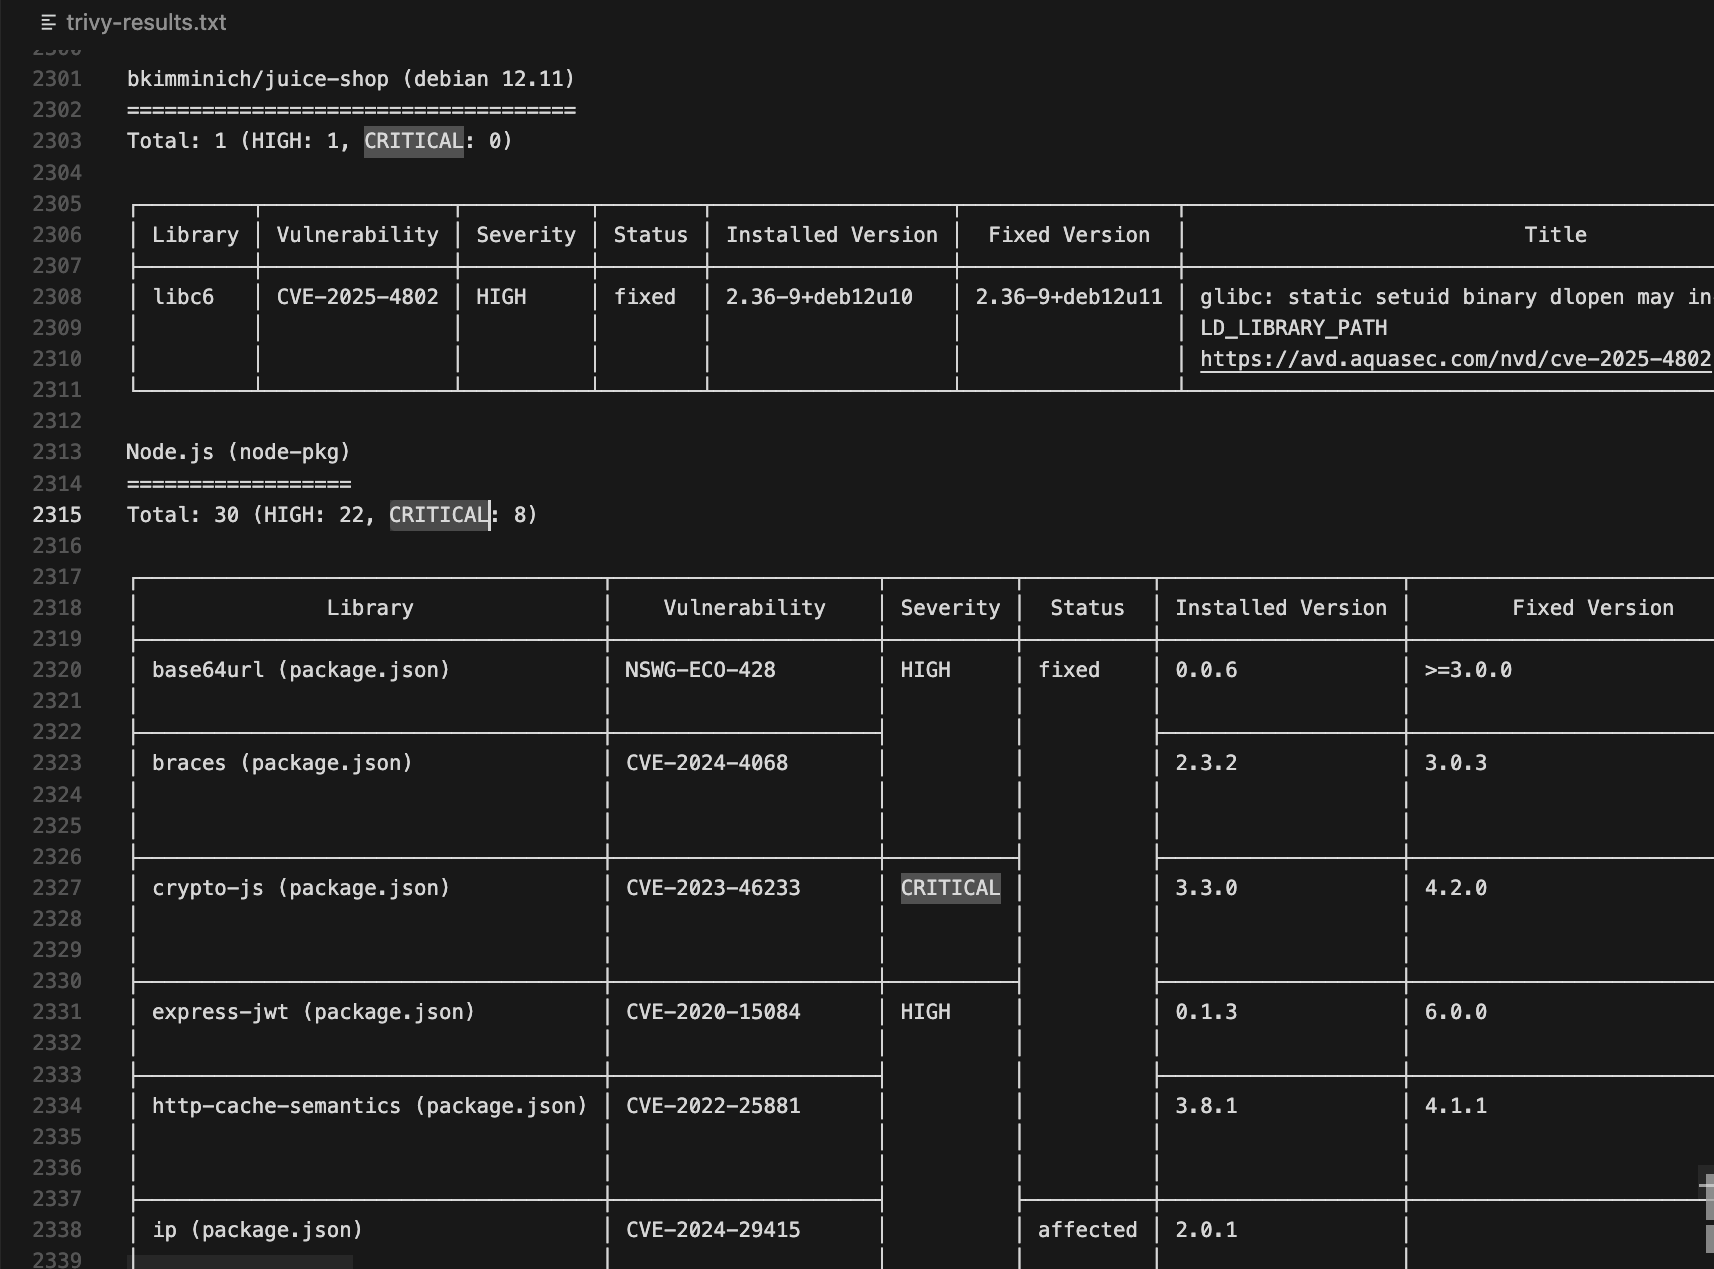 trivy-results.txt
2300
2301 bkimminich/juice-shop (debian 12.11)
2302 ====================================
2303 Total: 1 (HIGH: 1, CRITICAL: 0)
2304
2305
2306 Library Vulnerability Severity Status Installed Version Fixed Version Title
2307
2308 libc6 CVE-2025-4802 HIGH fixed 2.36-9+deb12u10 2.36-9+deb12u11 glibc: static setuid binary dlopen may in
2309 LD_LIBRARY_PATH
2310 https://avd.aquasec.com/nvd/cve-2025-4802
2311
2312
2313 Node.js (node-pkg)
2314 ==================
2315 Total: 30 (HIGH: 22, CRITICAL: 8)
2316
2317
2318 Library Vulnerability Severity Status Installed Version Fixed Version
2319
2320 base64url (package.json) NSWG-ECO-428 HIGH fixed 0.0.6 >=3.0.0
2321
2322
2323 braces (package.json) CVE-2024-4068 2.3.2 3.0.3
2324
2325
2326
2327 crypto-js (package.json) CVE-2023-46233 CRITICAL 3.3.0 4.2.0
2328
2329
2330
2331 express-jwt (package.json) CVE-2020-15084 HIGH 0.1.3 6.0.0
2332
2333
2334 http-cache-semantics (package.json) CVE-2022-25881 3.8.1 4.1.1
2335
2336
2337
2338 ip (package.json) CVE-2024-29415 affected 2.0.1
2339